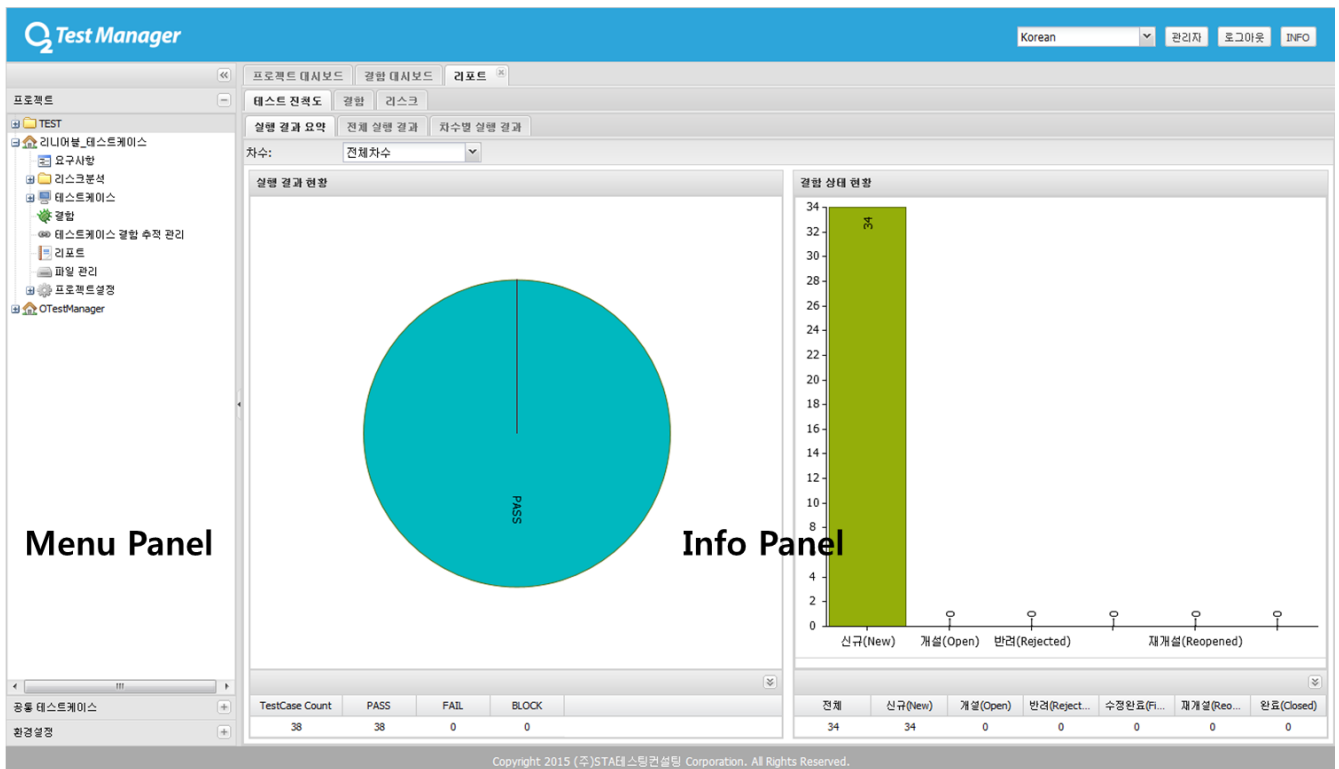 O2 Test Manager
Korean 관리자 로그아웃 INFO
프로젝트 대시보드 결함 대시보드 리포트
프로젝트
테스트 진척도 결함 리스크
TEST
실행 결과 요약 전체 실행 결과 차수별 실행 결과
리니어블_테스트케이스
요구사항
리스크분석
테스트케이스
결함
테스트케이스 결함 추적 관리
리포트
파일 관리
프로젝트설정
OTestManager
차수: 전체차수
실행 결과 현황
PASS
결함 상태 현황
34
32
30
28
26
24
22
20
18
16
14
12
10
8
4
2
0
34
0 0 0 0 0
신규(New) 개설(Open) 반려(Rejected) 재개설(Reopened)
Menu Panel
Info Panel
TestCase Count PASS FAIL BLOCK
38 38 0 0
전체 신규(New) 개설(Open) 반려(Reject... 수정완료(Fi... 재개설(Reo... 완료(Closed)
34 34 0 0 0 0 0
공통 테스트케이스
환경설정
Copyright 2015 (주)STA테스팅컨설팅 Corporation. All Rights Reserved.